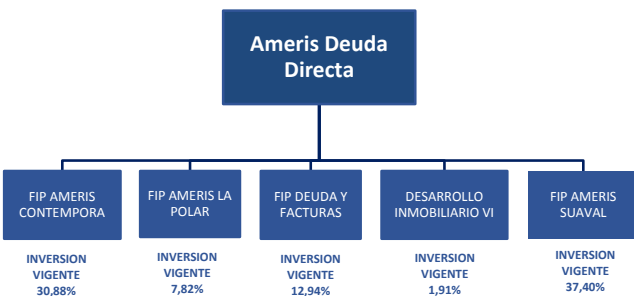 Ameris Deuda
Directa
FIP AMERIS
CONTEMPORA
FIP AMERIS LA
POLAR
FIP DEUDA Y
FACTURAS
DESARROLLO
INMOBILIARIO VI
FIP AMERIS
SUAVAL
INVERSION
VIGENTE
30,88%
INVERSION
VIGENTE
7,82%
INVERSION
VIGENTE
12,94%
INVERSION
VIGENTE
1,91%
INVERSION
VIGENTE
37,40%